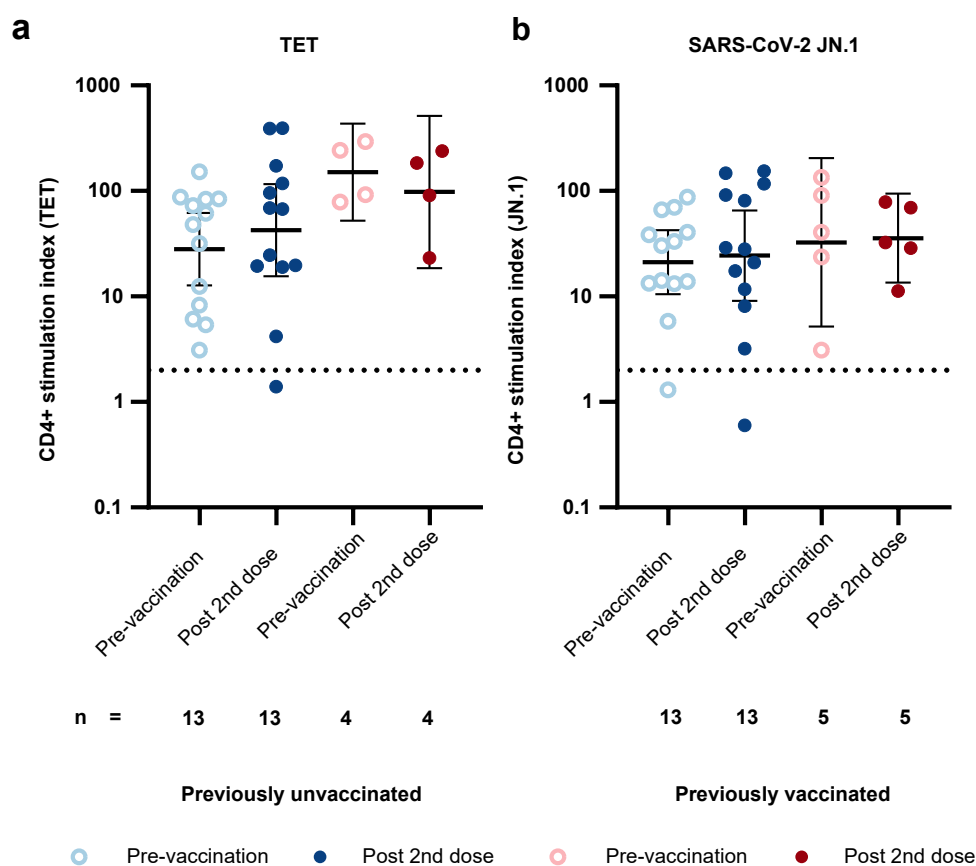 a
TET
CD4+ stimulation index (TET)
1000
100
10
1
0.1
Pre-vaccination
Post 2nd dose
Pre-vaccination
Post 2nd dose
b
SARS-CoV-2 JN.1
CD4+ stimulation index (JN.1)
1000
100
10
1
0.1
Pre-vaccination
Post 2nd dose
Pre-vaccination
Post 2nd dose
n = 13 13 4 4 13 13 5 5
Previously unvaccinated Previously vaccinated
Pre-vaccination Post 2nd dose Pre-vaccination Post 2nd dose